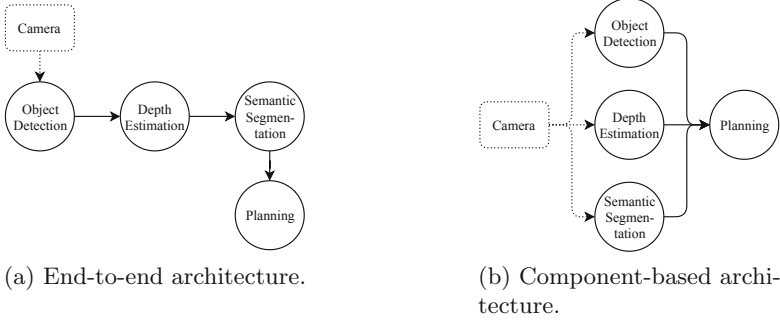 Camera
Object
Detection
Depth
Estimation
Semantic
Segmen-
tation
Planning
(a) End-to-end architecture.
Camera
Object
Detection
Depth
Estimation
Semantic
Segmen-
tation
Planning
(b) Component-based archi-
tecture.